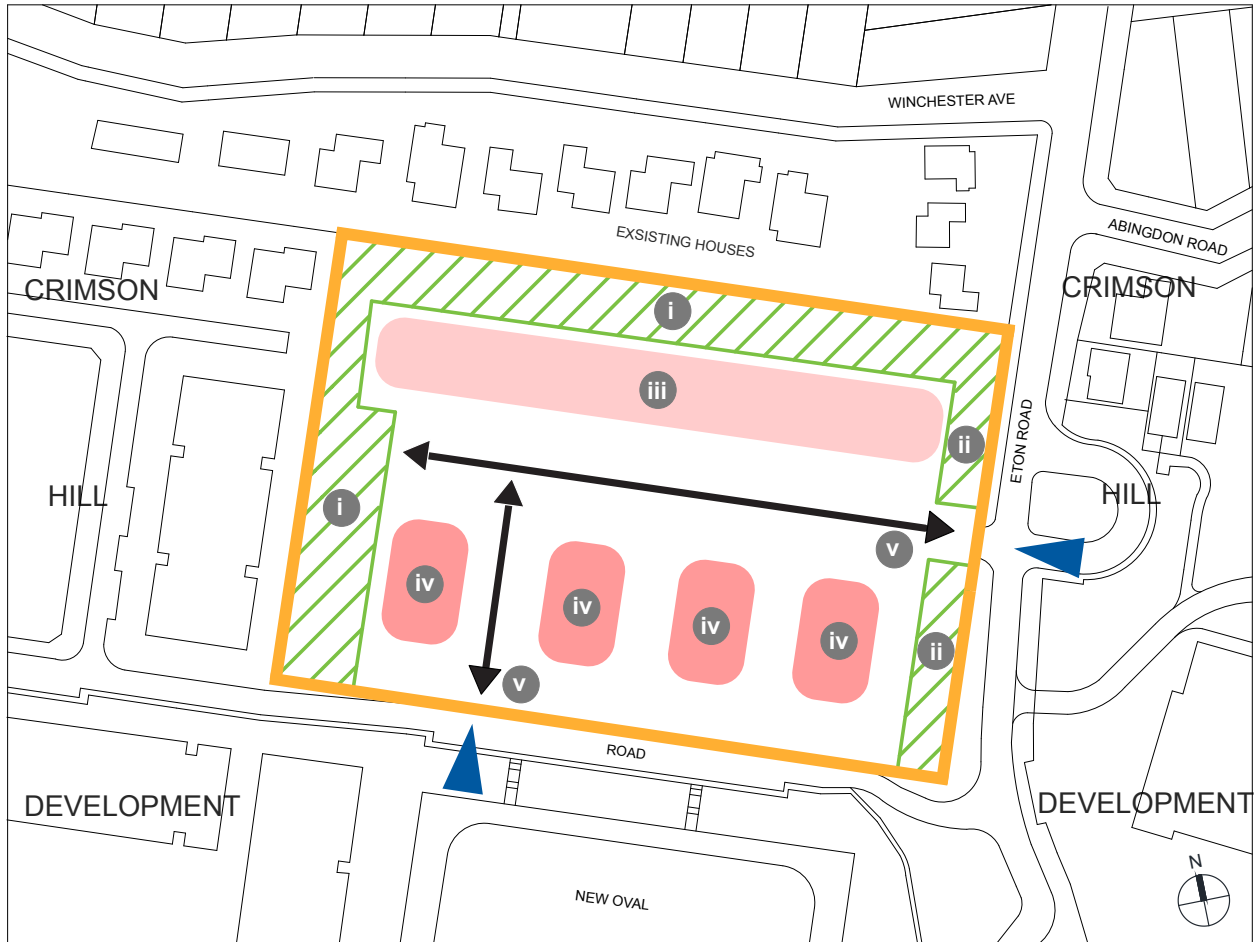 WINCHESTER AVE
ABINGDON ROAD
EXSISTING HOUSES
CRIMSON
CRIMSON
i
iii
ii
ETON ROAD
HILL
HILL
i
v
iv
iv
iv
iv
ii
v
ROAD
DEVELOPMENT
DEVELOPMENT
N
NEW OVAL